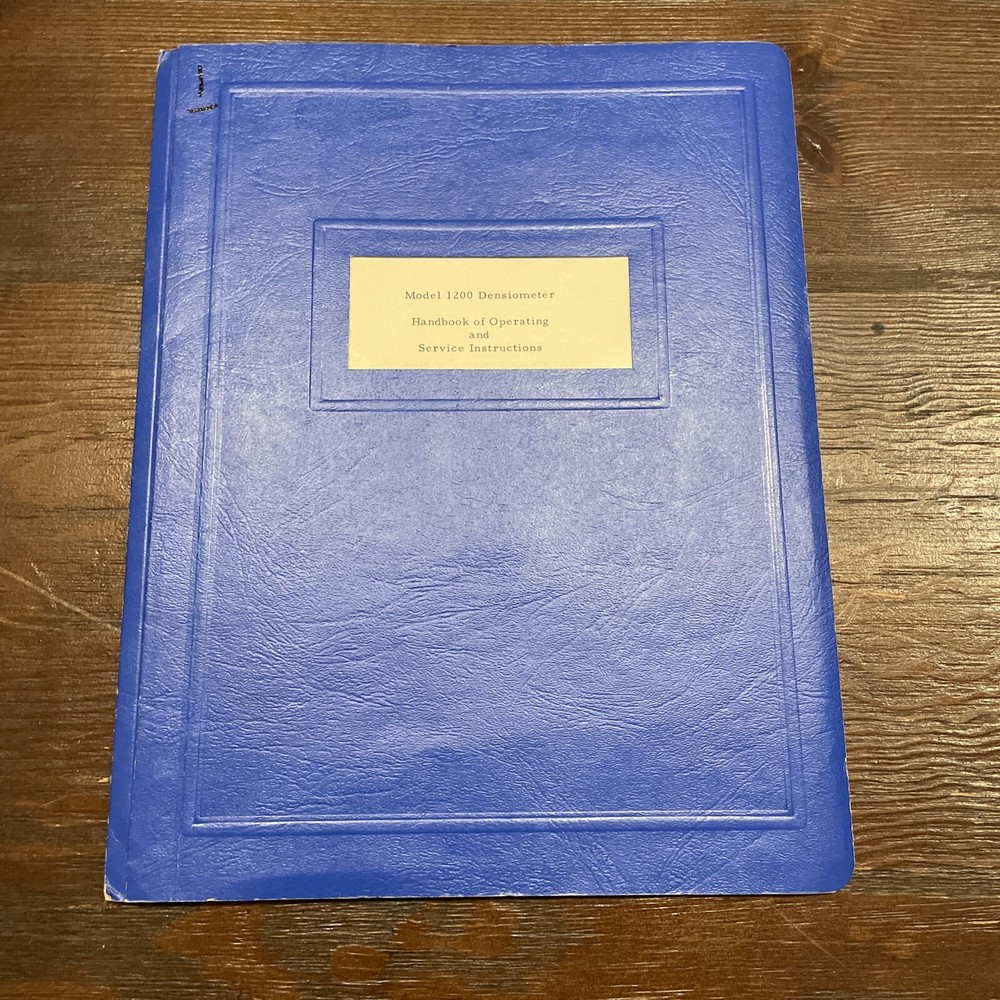 Model 1200 Densiometer
Handbook of Operating
and
Service Instructions